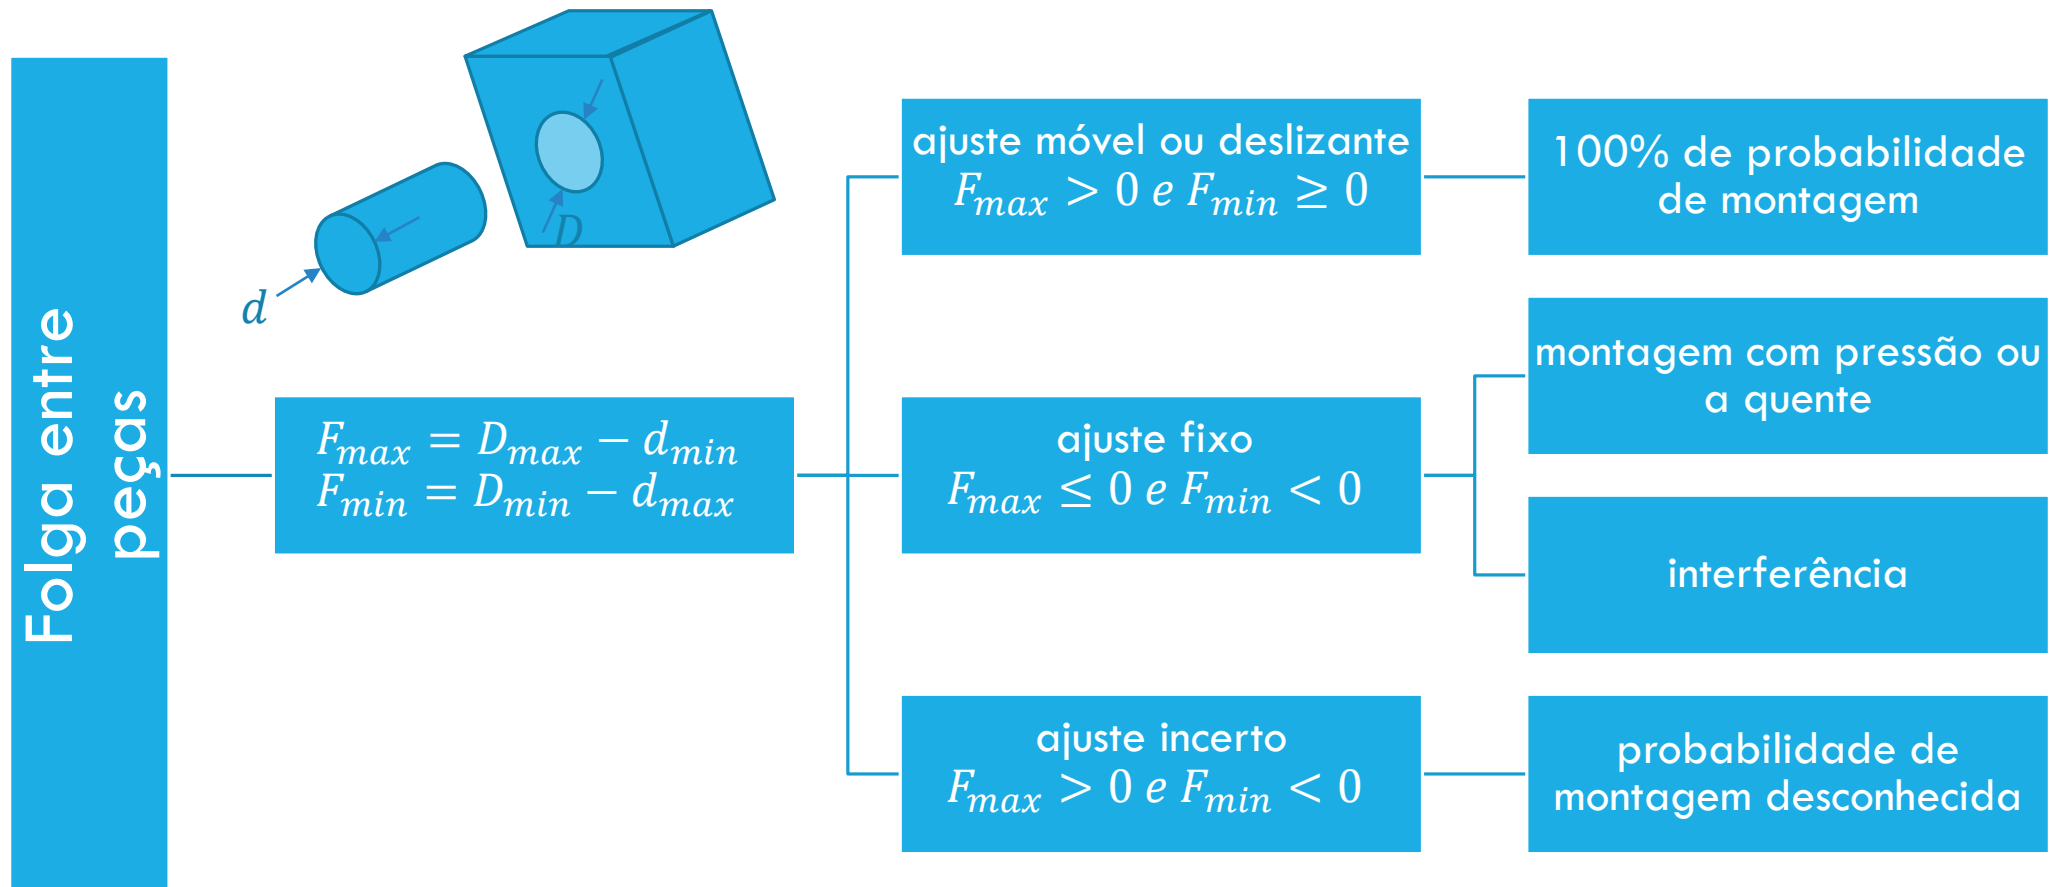 Folga entre
peças
d
D
F_max = D_max − d_min
F_min = D_min − d_max
ajuste móvel ou deslizante
F_max > 0 e F_min ≥ 0
100% de probabilidade
de montagem
ajuste fixo
F_max ≤ 0 e F_min < 0
montagem com pressão ou
a quente
interferência
ajuste incerto
F_max > 0 e F_min < 0
probabilidade de
montagem desconhecida